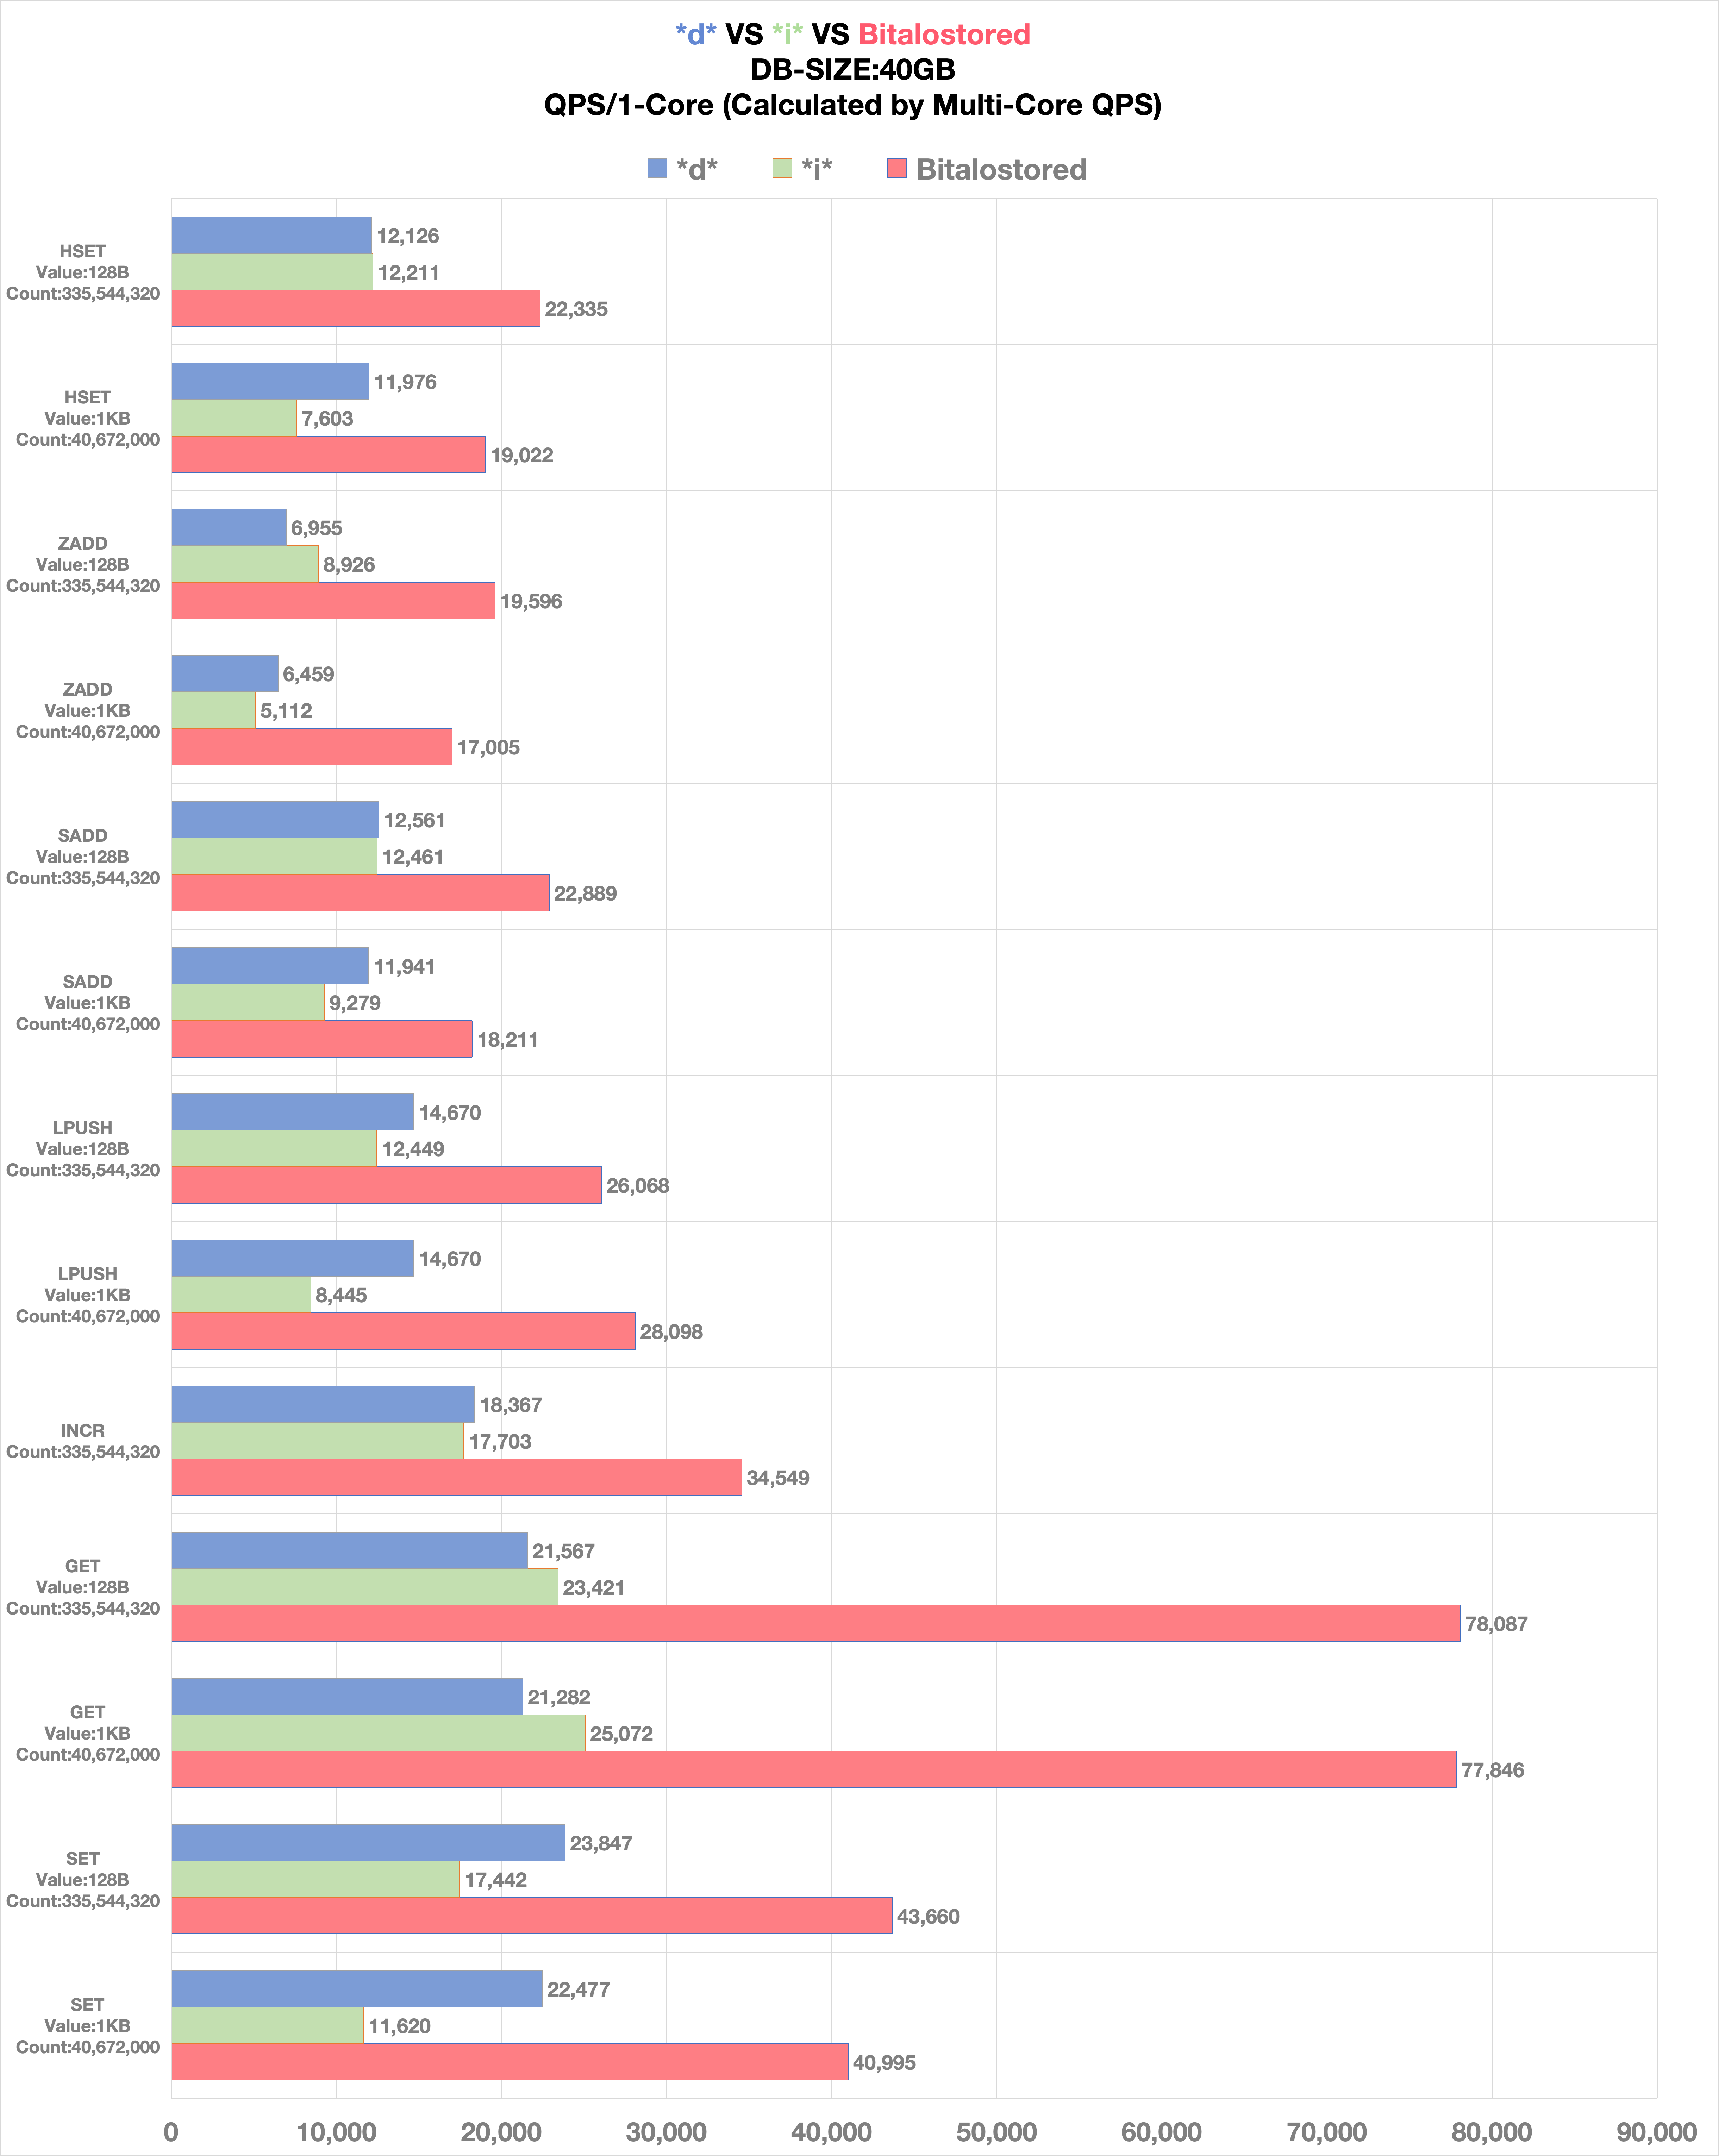 *d* VS *i* VS Bitalostored
DB-SIZE:40GB
QPS/1-Core (Calculated by Multi-Core QPS)
*d* *i* Bitalostored
HSET
Value:128B
Count:335,544,320
12,126
12,211
22,335
HSET
Value:1KB
Count:40,672,000
11,976
7,603
19,022
ZADD
Value:128B
Count:335,544,320
6,955
8,926
19,596
ZADD
Value:1KB
Count:40,672,000
6,459
5,112
17,005
SADD
Value:128B
Count:335,544,320
12,561
12,461
22,889
SADD
Value:1KB
Count:40,672,000
11,941
9,279
18,211
LPUSH
Value:128B
Count:335,544,320
14,670
12,449
26,068
LPUSH
Value:1KB
Count:40,672,000
14,670
8,445
28,098
INCR
Count:335,544,320
18,367
17,703
34,549
GET
Value:128B
Count:335,544,320
21,567
23,421
78,087
GET
Value:1KB
Count:40,672,000
21,282
25,072
77,846
SET
Value:128B
Count:335,544,320
23,847
17,442
43,660
SET
Value:1KB
Count:40,672,000
22,477
11,620
40,995
0 10,000 20,000 30,000 40,000 50,000 60,000 70,000 80,000 90,000